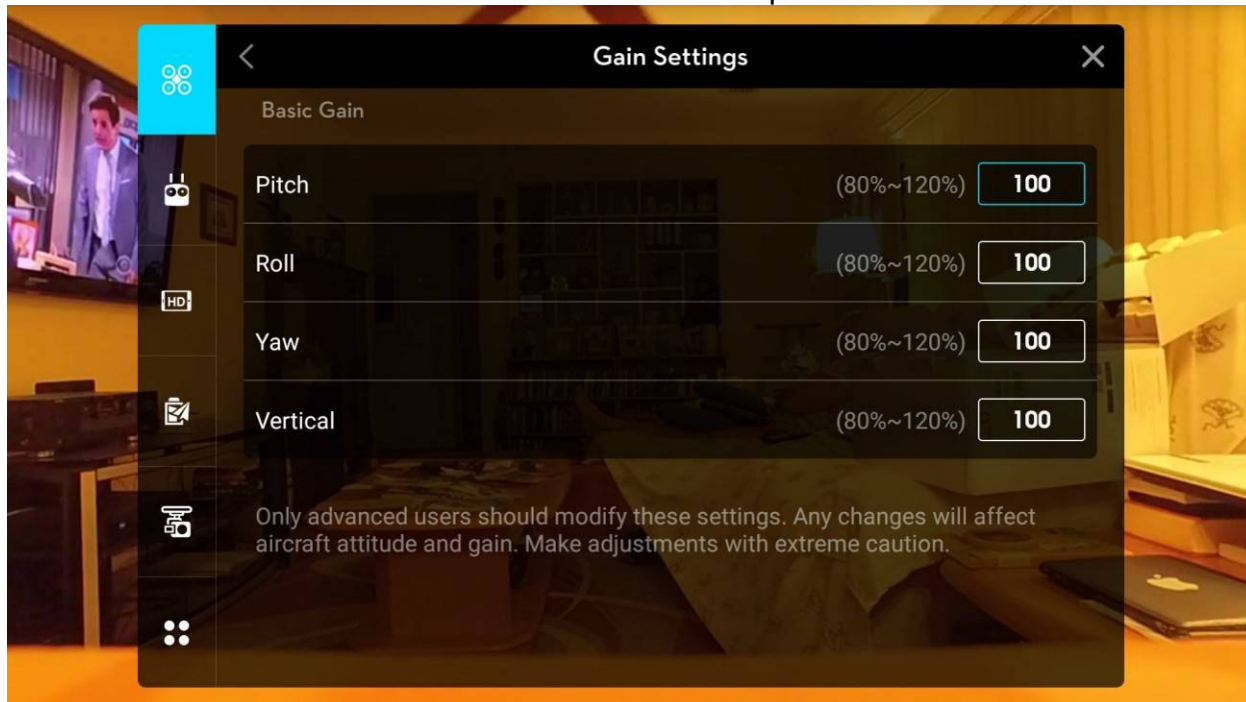 Gain Settings
Basic Gain
Pitch (80%~120%) 100
Roll (80%~120%) 100
HD
Yaw (80%~120%) 100
Vertical (80%~120%) 100
Only advanced users should modify these settings. Any changes will affect
aircraft attitude and gain. Make adjustments with extreme caution.